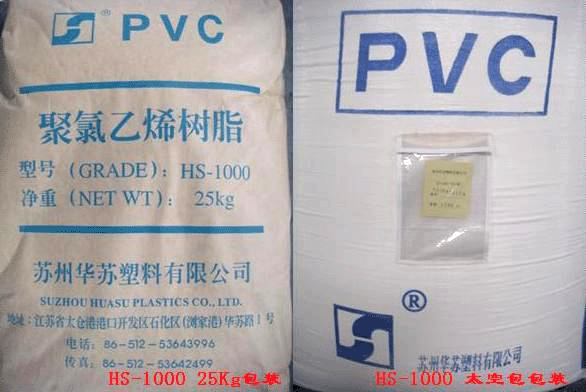 ® PVC
聚氯乙烯树脂
型号(GRADE): HS-1000
净重(NET WT): 25kg
苏州华苏塑料有限公司
SUZHOU HUASU PLASTICS CO., LTD.
地址:江苏省太仓港港口开发区石化区(浏家港)华苏路1号
电话: 86-512-53643996
传真: 86-512-53642499
HS-1000 25Kg包装
PVC
®
苏州华苏塑料有限公司
HS-1000 太空包包装